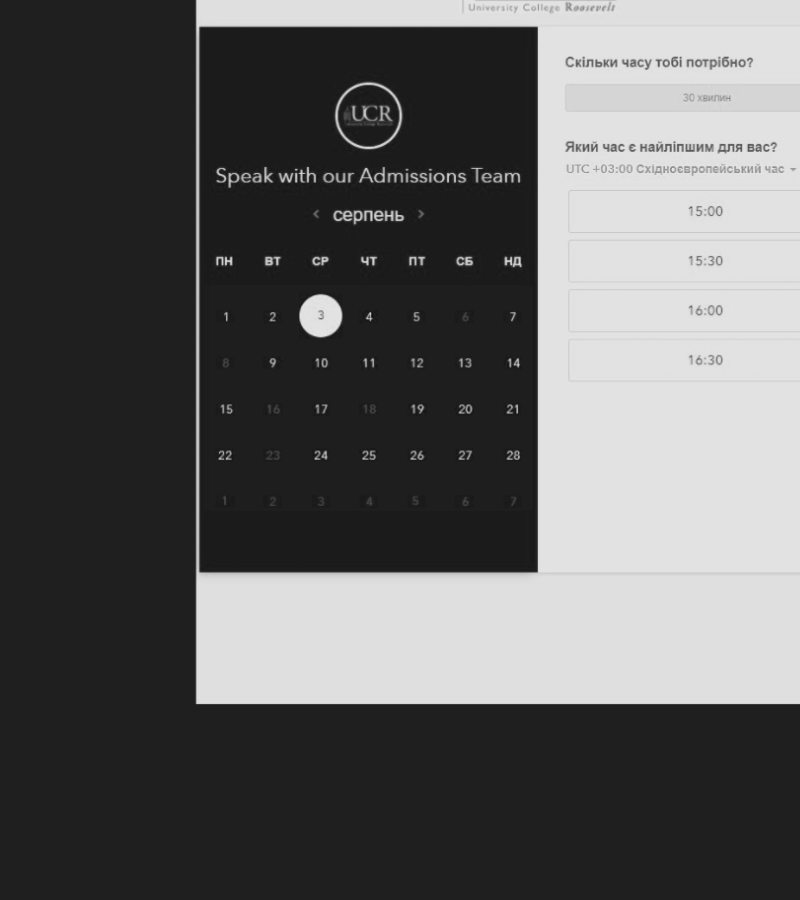 University College Roosevelt
UCR
Speak with our Admissions Team
< серпень >
ПН ВТ СР ЧТ ПТ СБ НД
1 2 3 4 5 6 7
8 9 10 11 12 13 14
15 16 17 18 19 20 21
22 23 24 25 26 27 28
1 2 3 4 5 6 7
Скільки часу тобі потрібно?
30 хвилин
Який час є найліпшим для вас?
UTC +03:00 Східноєвропейський час
15:00
15:30
16:00
16:30